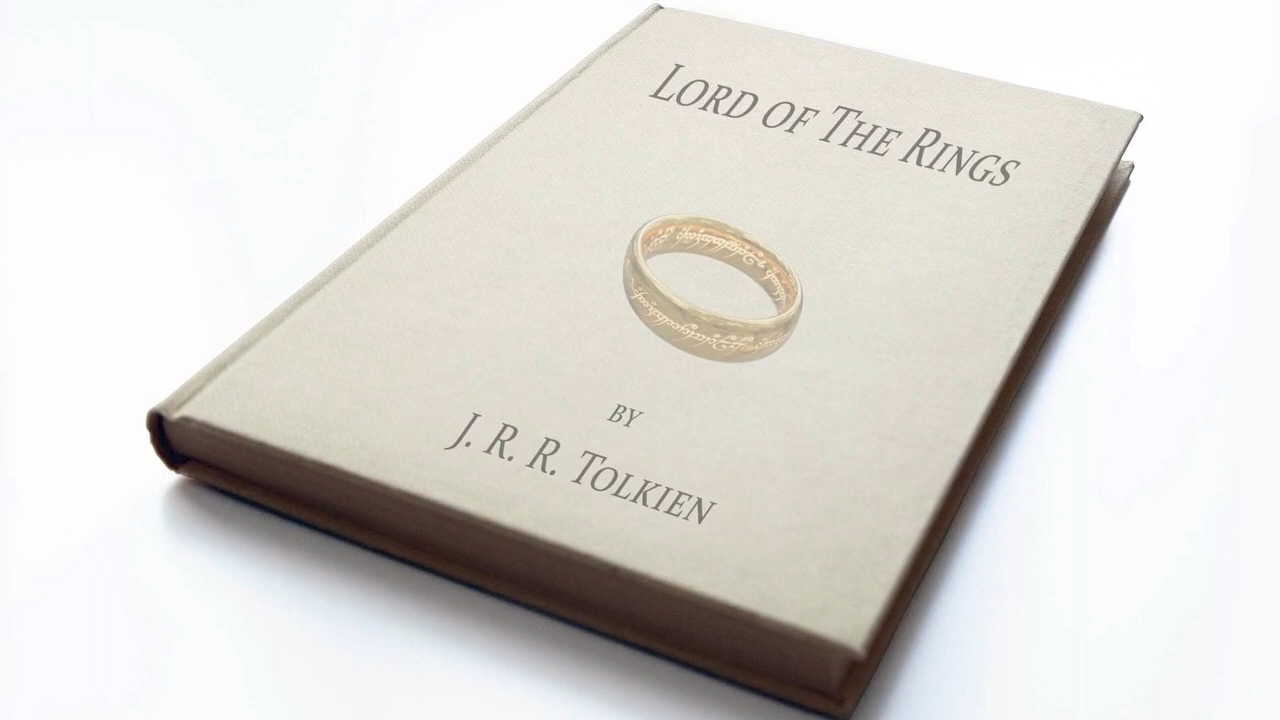 LORD OF THE RINGS
BY
J. R. R. TOLKIEN